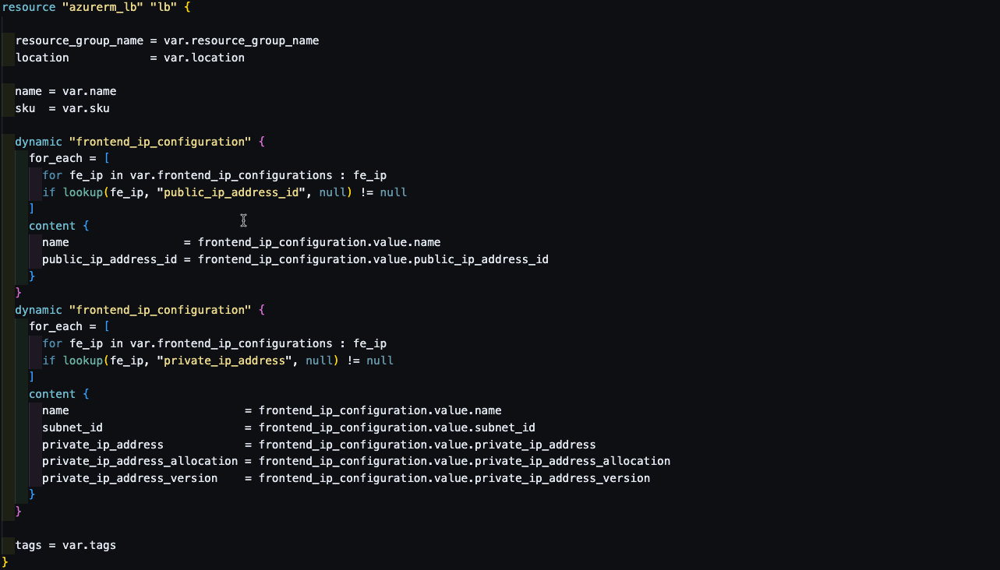 resource "azurerm_lb" "lb" {
resource_group_name = var.resource_group_name
location            = var.location
name = var.name
sku  = var.sku
dynamic "frontend_ip_configuration" {
for_each = [
for fe_ip in var.frontend_ip_configurations : fe_ip
if lookup(fe_ip, "public_ip_address_id", null) != null
]
content {
name                 = frontend_ip_configuration.value.name
public_ip_address_id = frontend_ip_configuration.value.public_ip_address_id
}
}
dynamic "frontend_ip_configuration" {
for_each = [
for fe_ip in var.frontend_ip_configurations : fe_ip
if lookup(fe_ip, "private_ip_address", null) != null
]
content {
name                          = frontend_ip_configuration.value.name
subnet_id                     = frontend_ip_configuration.value.subnet_id
private_ip_address            = frontend_ip_configuration.value.private_ip_address
private_ip_address_allocation = frontend_ip_configuration.value.private_ip_address_allocation
private_ip_address_version    = frontend_ip_configuration.value.private_ip_address_version
}
}
tags = var.tags
}